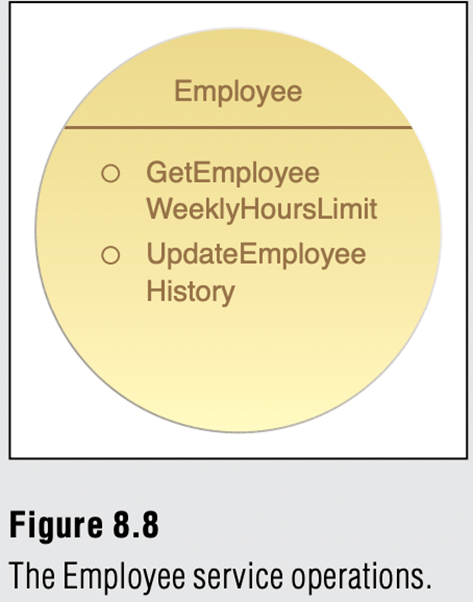 Employee
GetEmployee
WeeklyHoursLimit
UpdateEmployee
History
Figure 8.8
The Employee service operations.